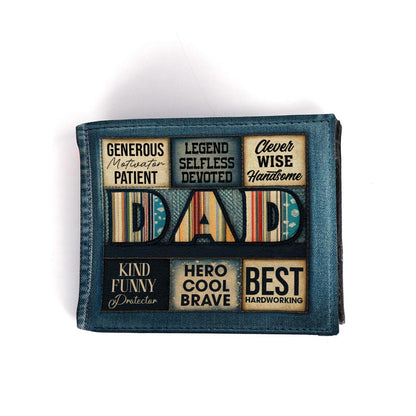 GENEROUS
Motivator
PATIENT
LEGEND
SELFLESS
DEVOTED
Clever
WISE
Handsome
DAD
KIND
FUNNY
Protector
HERO
COOL
BRAVE
BEST
HARDWORKING